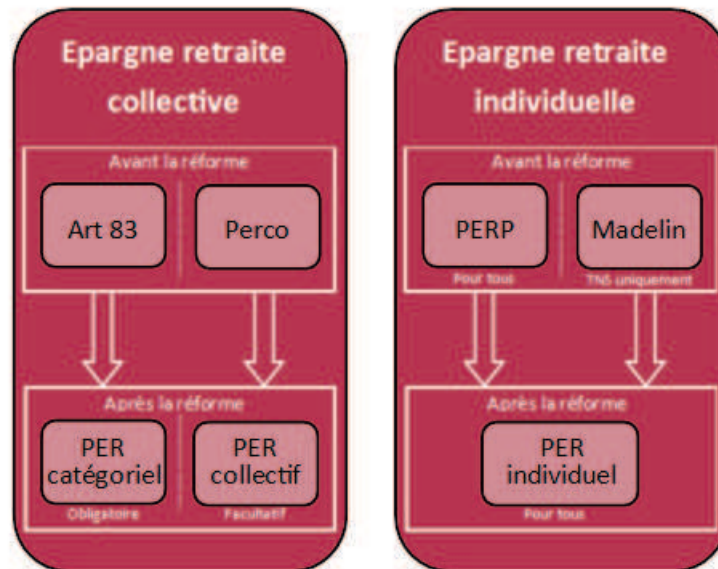 Epargne retraite
collective
Avant la réforme
Art 83
Perco
Après la réforme
PER
catégoriel
PER
collectif
Obligatoire
Facultatif
Epargne retraite
individuelle
Avant la réforme
PERP
Madelin
Pour tous
TNS uniquement
Après la réforme
PER
individuel
Pour tous